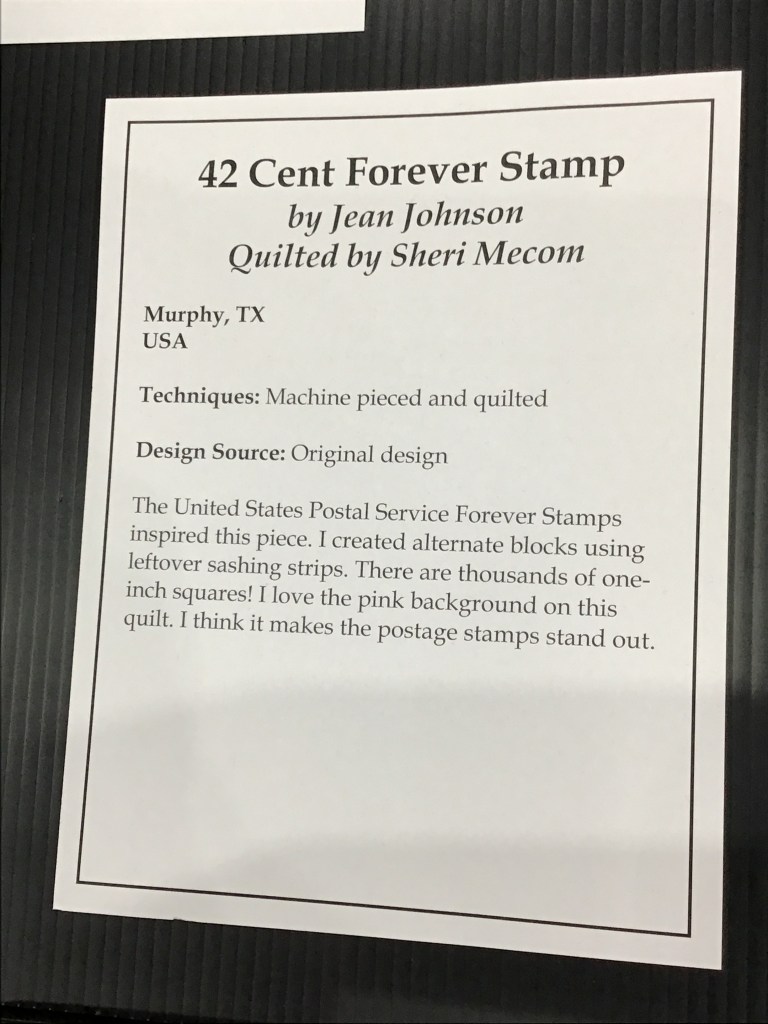 42 Cent Forever Stamp
by Jean Johnson
Quilted by Sheri Mecom
Murphy, TX
USA
Techniques: Machine pieced and quilted
Design Source: Original design
The United States Postal Service Forever Stamps
inspired this piece. I created alternate blocks using
leftover sashing strips. There are thousands of one-
inch squares! I love the pink background on this
quilt. I think it makes the postage stamps stand out.